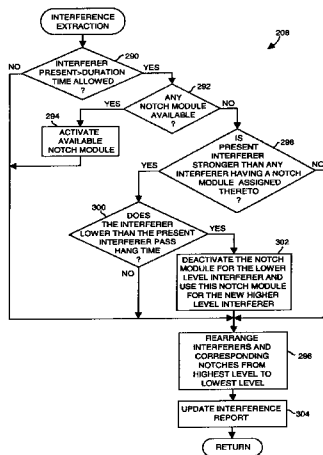 INTERFERENCE
EXTRACTION
208
290
INTERFERER
PRESENT>DURATION
TIME ALLOWED
?
NO
YES
292
ANY
NOTCH MODULE
AVAILABLE
?
YES
NO
294
ACTIVATE
AVAILABLE
NOTCH MODULE
296
IS
PRESENT INTERFERER
STRONGER THAN ANY
INTERFERER HAVING A NOTCH
MODULE ASSIGNED
THERETO
?
YES
NO
300
DOES
THE INTERFERER
LOWER THAN THE PRESENT
INTERFERER PASS
HANG TIME
?
YES
NO
302
DEACTIVATE THE NOTCH
MODULE FOR THE LOWER
LEVEL INTERFERER AND
USE THIS NOTCH MODULE
FOR THE NEW HIGHER
LEVEL INTERFERER
REARRANGE
INTERFERERS AND
CORRESPONDING
NOTCHES FROM
HIGHEST LEVEL TO
LOWEST LEVEL
298
UPDATE INTERFERENCE
REPORT
304
RETURN